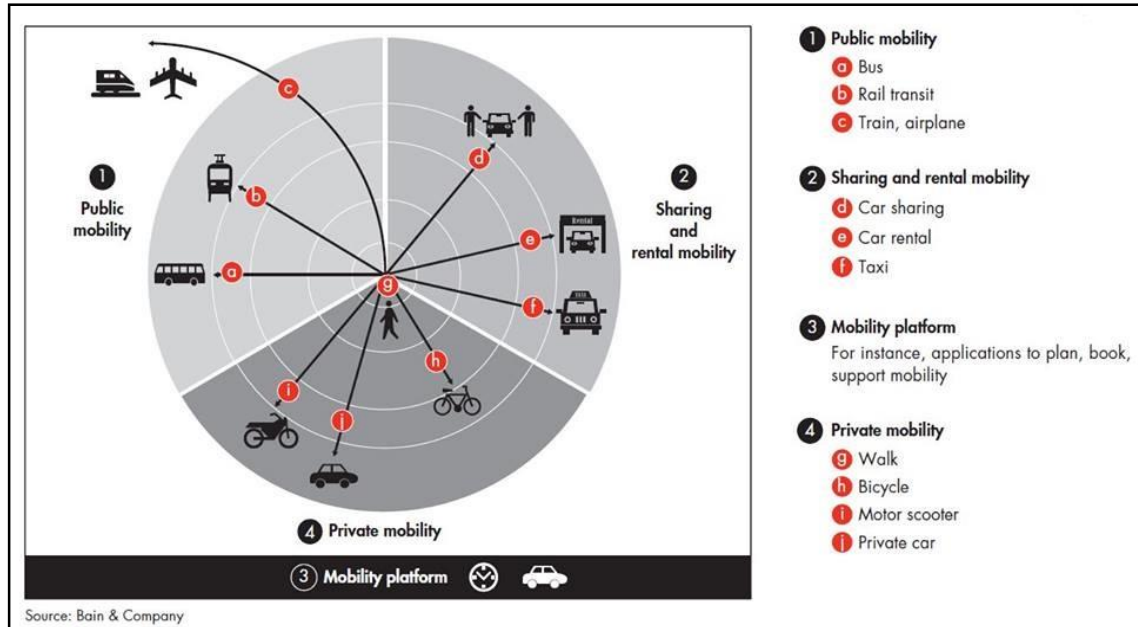 1
Public
mobility
a
b
c
d
e
f
g
h
i
j
Rental
TAXI
2
Sharing
and
rental mobility
4 Private mobility
3 Mobility platform
1 Public mobility
a Bus
b Rail transit
c Train, airplane
2 Sharing and rental mobility
d Car sharing
e Car rental
f Taxi
3 Mobility platform
For instance, applications to plan, book,
support mobility
4 Private mobility
g Walk
h Bicycle
i Motor scooter
j Private car
Source: Bain & Company